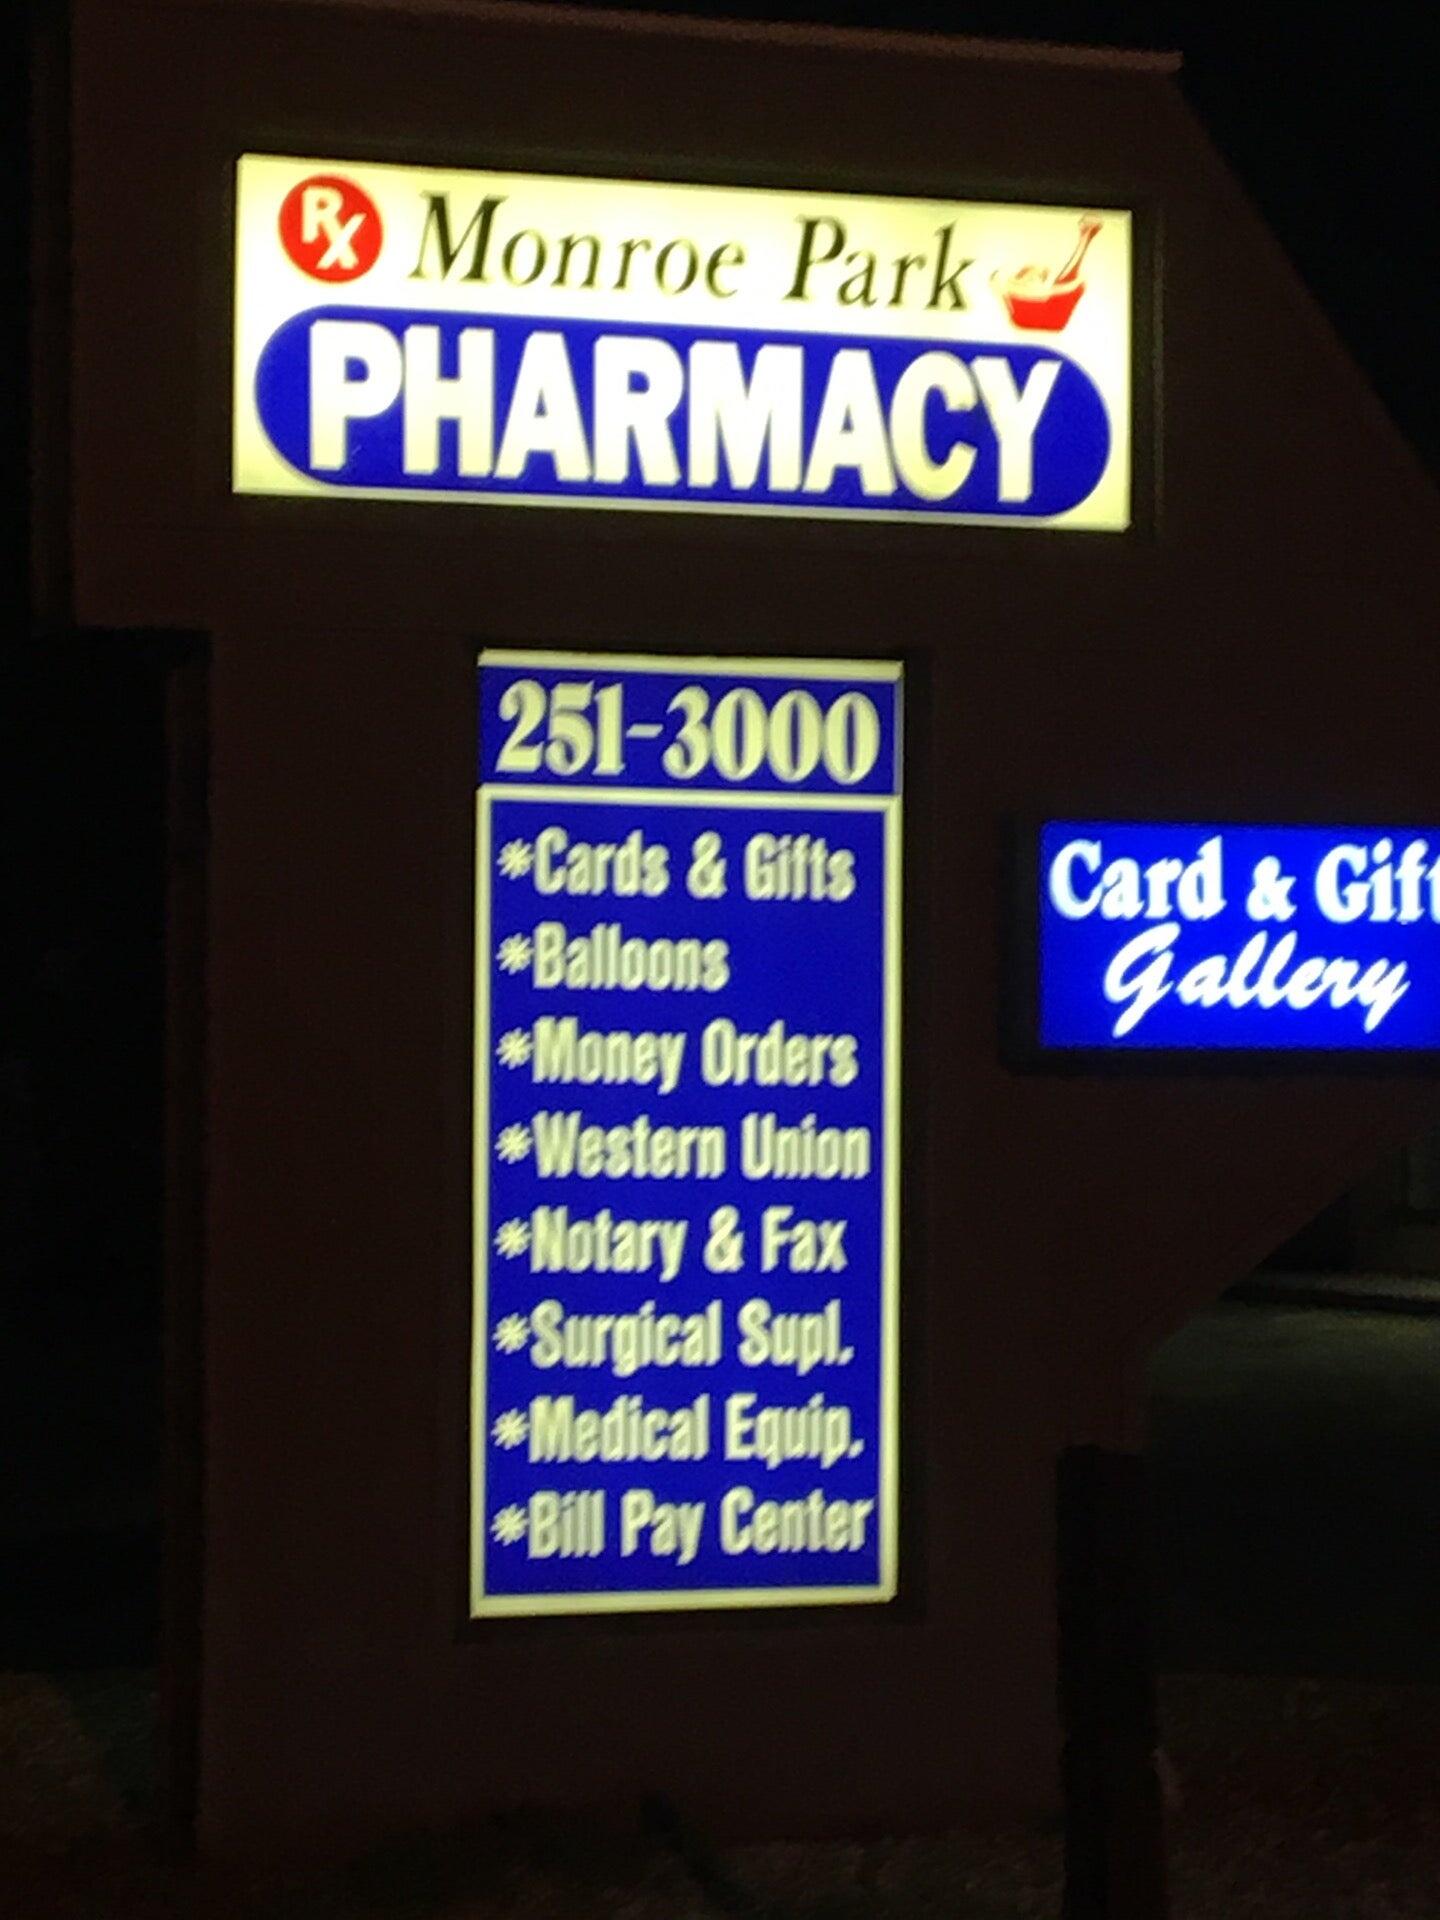 Rx Monroe Park
PHARMACY
251-3000
*Cards & Gifts
*Balloons
*Money Orders
*Western Union
*Notary & Fax
*Surgical Supl.
*Medical Equip.
*Bill Pay Center
Card & Gift
Gallery